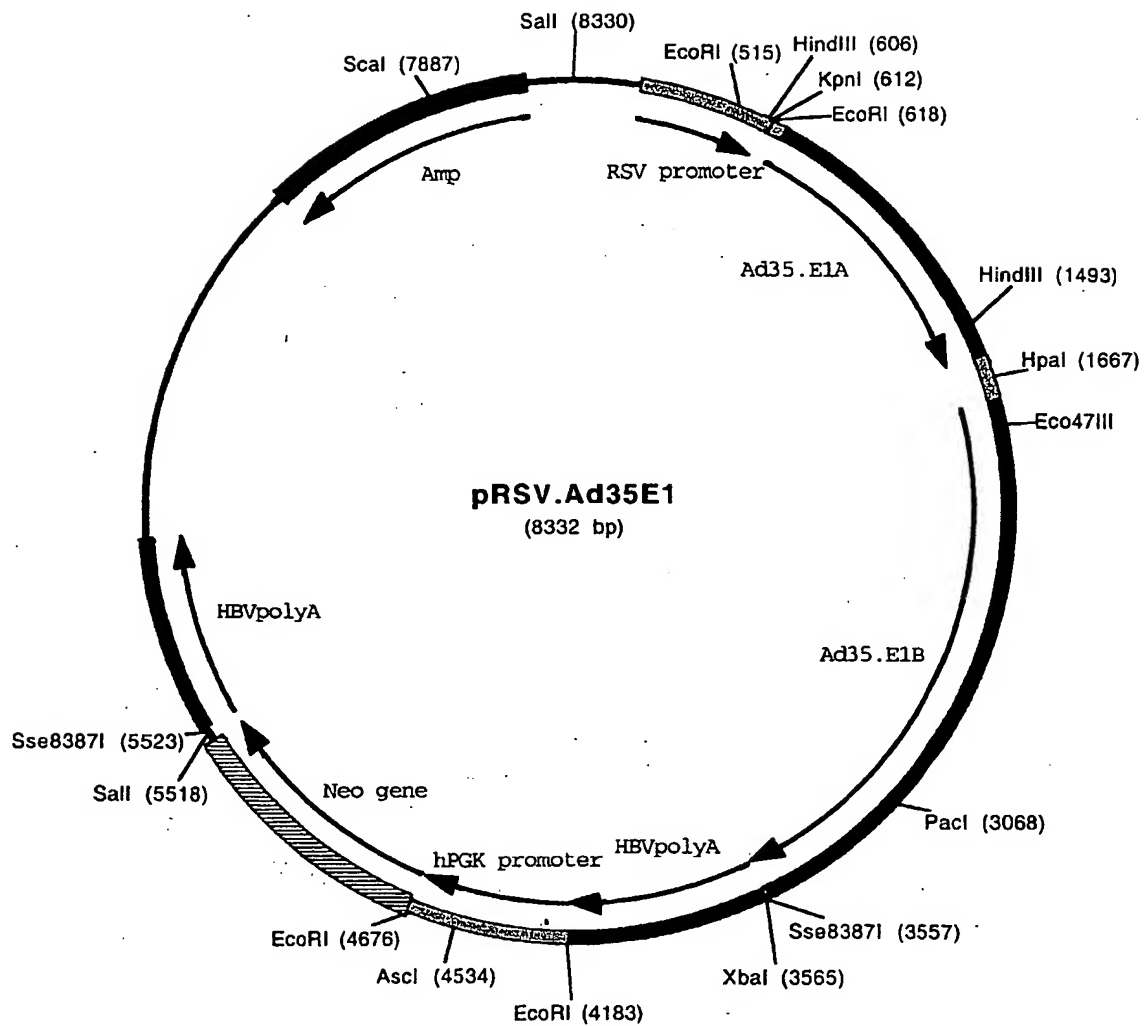 SalI (8330)
EcoRI (515)
HindIII (606)
KpnI (612)
EcoRI (618)
ScaI (7887)
Amp
RSV promoter
Ad35.E1A
HindIII (1493)
HpaI (1667)
Eco47III
pRSV.Ad35E1
(8332 bp)
HBVpolyA
Ad35.E1B
Sse8387I (5523)
SalI (5518)
Neo gene
PacI (3068)
hPGK promoter
HBVpolyA
Sse8387I (3557)
EcoRI (4676)
AscI (4534)
XbaI (3565)
EcoRI (4183)